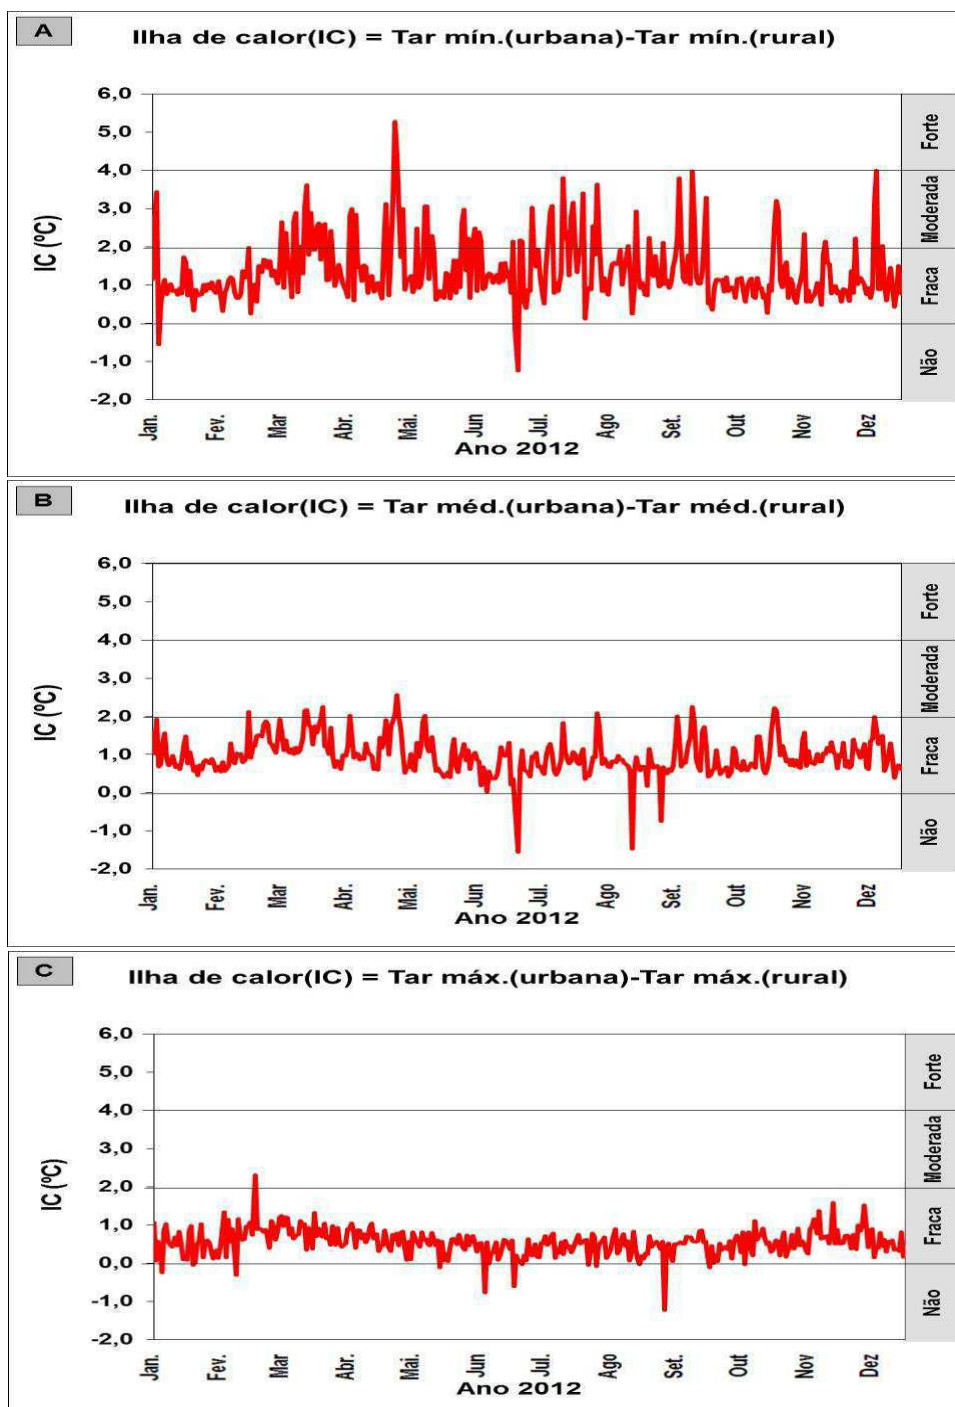 A
Ilha de calor(IC) = Tar mín.(urbana)-Tar mín.(rural)
6,0
5,0
4,0
3,0
2,0
1,0
0,0
-1,0
-2,0
IC (ºC)
Forte
Moderada
Fraca
Não
Jan. Fev. Mar Abr. Mai. Jun Jul. Ago Set. Out Nov Dez
Ano 2012
B
Ilha de calor(IC) = Tar méd.(urbana)-Tar méd.(rural)
6,0
5,0
4,0
3,0
2,0
1,0
0,0
-1,0
-2,0
IC (ºC)
Forte
Moderada
Fraca
Não
Jan. Fev. Mar Abr. Mai. Jun Jul. Ago Set. Out Nov Dez
Ano 2012
C
Ilha de calor(IC) = Tar máx.(urbana)-Tar máx.(rural)
6,0
5,0
4,0
3,0
2,0
1,0
0,0
-1,0
-2,0
IC (ºC)
Forte
Moderada
Fraca
Não
Jan. Fev. Mar Abr. Mai. Jun Jul. Ago Set. Out Nov Dez
Ano 2012